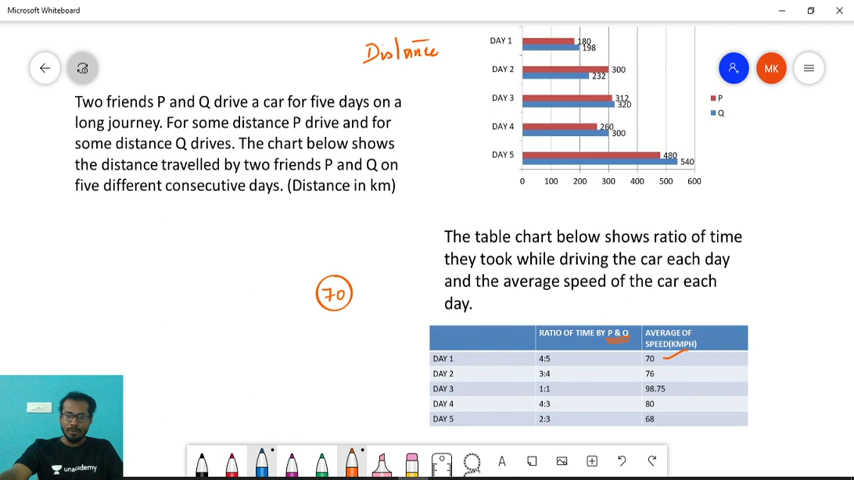 Microsoft Whiteboard
Distance
DAY 1
180
198
DAY 2
300
232
DAY 3
312
320
DAY 4
260
300
DAY 5
480
540
0 100 200 300 400 500 600
P
Q
MK
Two friends P and Q drive a car for five days on a
long journey. For some distance P drive and for
some distance Q drives. The chart below shows
the distance travelled by two friends P and Q on
five different consecutive days. (Distance in km)
70
The table chart below shows ratio of time
they took while driving the car each day
and the average speed of the car each
day.
RATIO OF TIME BY P & Q AVERAGE OF
SPEED(KMPH)
DAY 1 4:5 70
DAY 2 3:4 76
DAY 3 1:1 98.75
DAY 4 4:3 80
DAY 5 2:3 68
unacademy
A